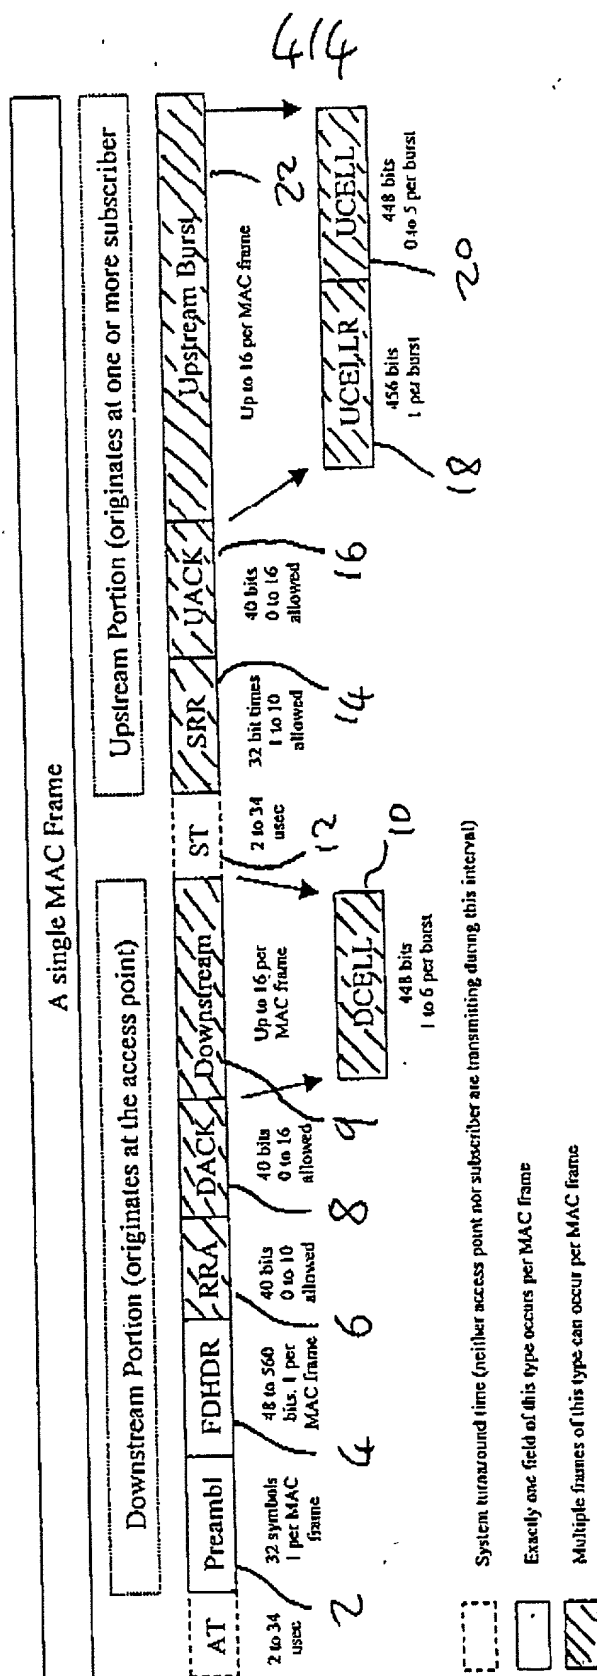 414
A single MAC Frame
Downstream Portion (originates at the access point)
Upstream Portion (originates at one or more subscriber
AT
Preambl
FDHDR
RRA
DACK
Downstream
ST
SRR
UACK
Upstream Burst
2 to 34
usec
32 symbols
1 per MAC
frame
48 to 560
bits, 1 per
MAC frame
40 bits
0 to 10
allowed
40 bits
0 to 16
allowed
Up to 16 per
MAC frame
2 to 34
usec
32 bit times
1 to 10
allowed
40 bits
0 to 16
allowed
Up to 16 per MAC frame
2
4
6
8
9
12
14
16
22
DCELL
10
448 bits
1 to 6 per burst
UCELLR
UCELL
456 bits
1 per burst
448 bits
0 to 5 per burst
18
20
System turnaround time (neither access point nor subscriber are transmitting during this interval)
Exactly one field of this type occurs per MAC frame
Multiple frames of this type can occur per MAC frame